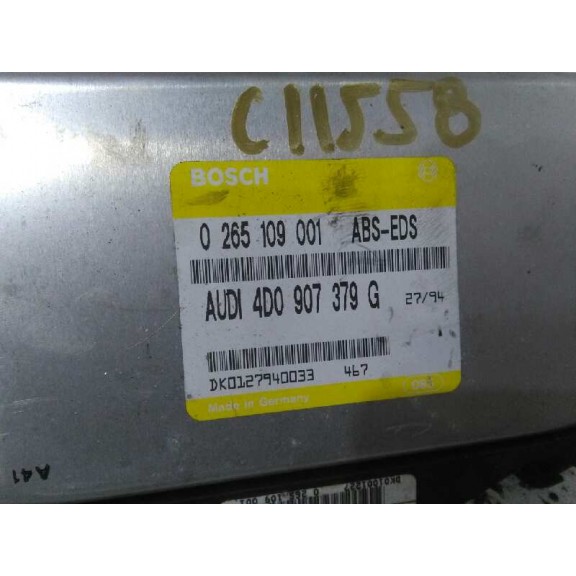 C11558
BOSCH
0 265 109 001 ABS-EDS
AUDI 4D0 907 379 G 27/94
DK0127940033 467
Made in Germany
A41